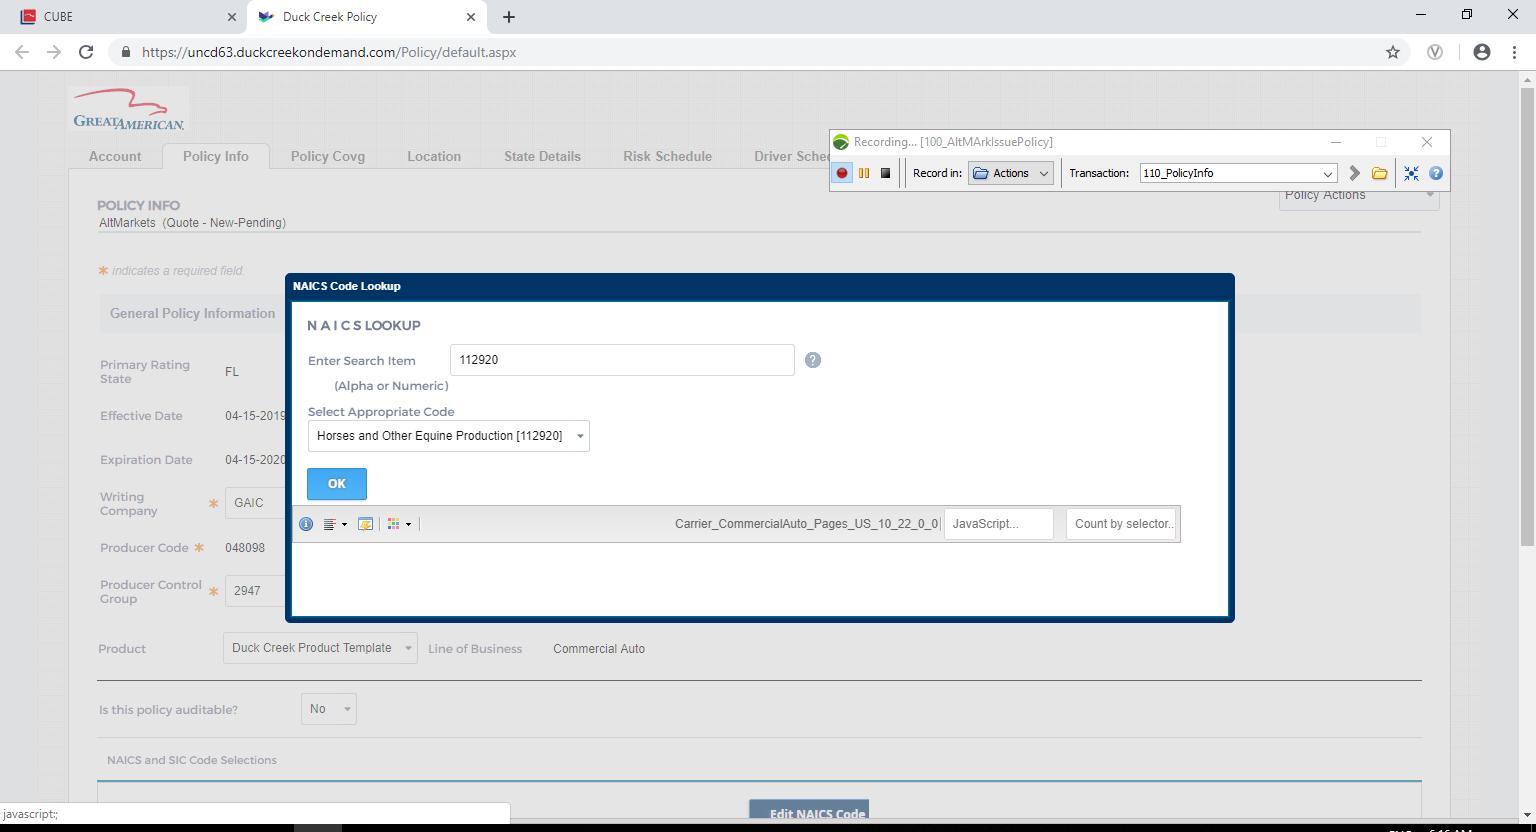 CUBE
Duck Creek Policy
https://uncd63.duckcreekondemand.com/Policy/default.aspx
GREATAMERICAN.
Recording... [100_AltMArkIssuePolicy]
Account
Policy Info
Policy Covg
Location
State Details
Risk Schedule
Driver Sche
Record in:
Actions
Transaction:
110_PolicyInfo
POLICY INFO
Policy Actions
AltMarkets (Quote - New-Pending)
* indicates a required field.
NAICS Code Lookup
General Policy Information
N A I C S LOOKUP
Enter Search Item
112920
?
(Alpha or Numeric)
Primary Rating
State
FL
Select Appropriate Code
Effective Date
04-15-2019
Horses and Other Equine Production [112920]
Expiration Date
04-15-2020
OK
Writing
Company
*
GAIC
Carrier_CommercialAuto_Pages_US_10_22_0_0
JavaScript...
Count by selector..
Producer Code *
048098
Producer Control
Group
*
2947
Product
Duck Creek Product Template
Line of Business
Commercial Auto
Is this policy auditable?
No
NAICS and SIC Code Selections
Edit NAICS Code
javascript:;